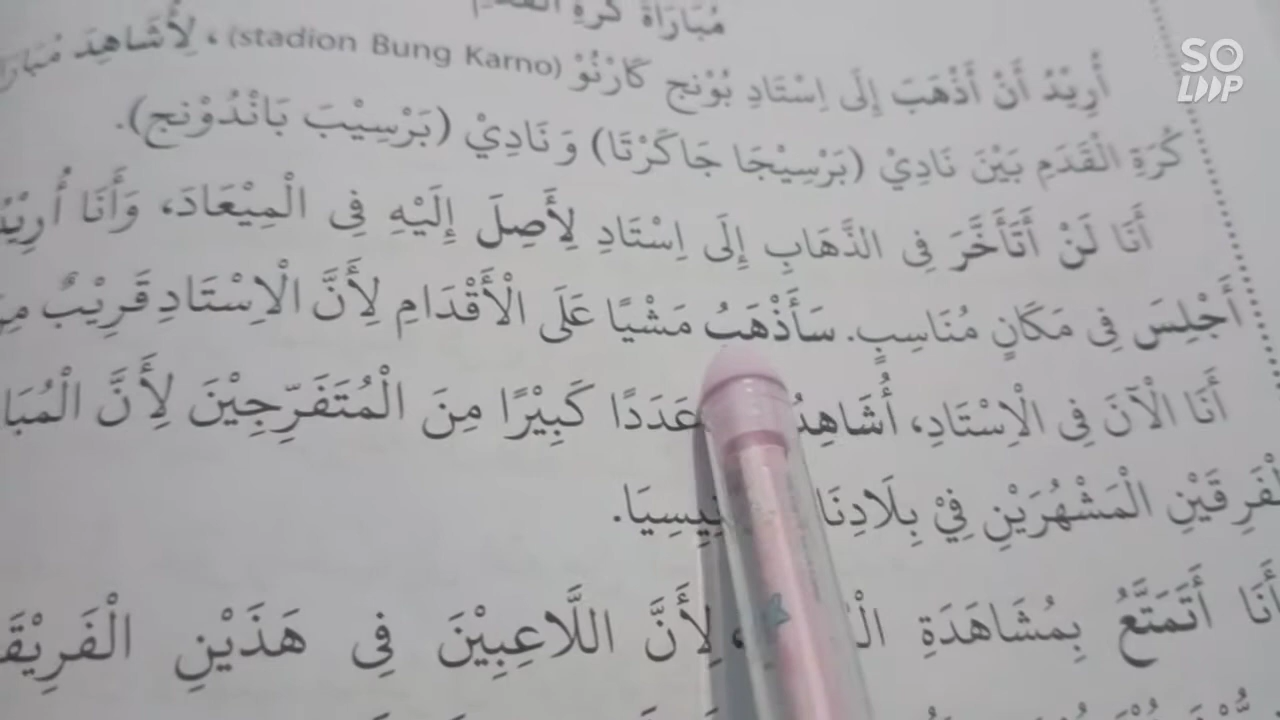 مُبَارَاةُ كُرَةِ الْقَدَمِ
أُرِيْدُ أَنْ أَذْهَبَ إِلَى اِسْتَادِ بُوْنج كَارْنُوْ (stadion Bung Karno)، لِأُشَاهِدَ
كُرَةِ الْقَدَمِ بَيْنَ نَادِيْ (بَرْسِيْجَا جَاكَرْتَا) وَ نَادِيْ (بَرْسِيْبَ بَانْدُوْنج).
أَنَا لَنْ أَتَأَخَّرَ فِى الذَّهَابِ إِلَى اِسْتَادِ لِأَصِلَ إِلَيْهِ فِى الْمِيْعَادَ، وَأَنَا أُرِيْدُ
أَجْلِسَ فِى مَكَانٍ مُنَاسِبٍ. سَأَذْهَبُ مَشْيًا عَلَى الْأَقْدَامِ لِأَنَّ الْاِسْتَادِ قَرِيْبٌ
أَنَا الْآنَ فِى الْاِسْتَادِ، أُشَاهِدُ عَدَدًا كَبِيْرًا مِنَ الْمُتَفَرِّجِيْنَ لِأَنَّ
الْفَرِقَيْنِ الْمَشْهُرَيْنِ فِيْ بِلَادِنَا
أَنَا أَتَمَتَّعُ بِمُشَاهَدَةِ لِأَنَّ اللَّاعِبِيْنَ فِى هَذَيْنِ
SOLOOP